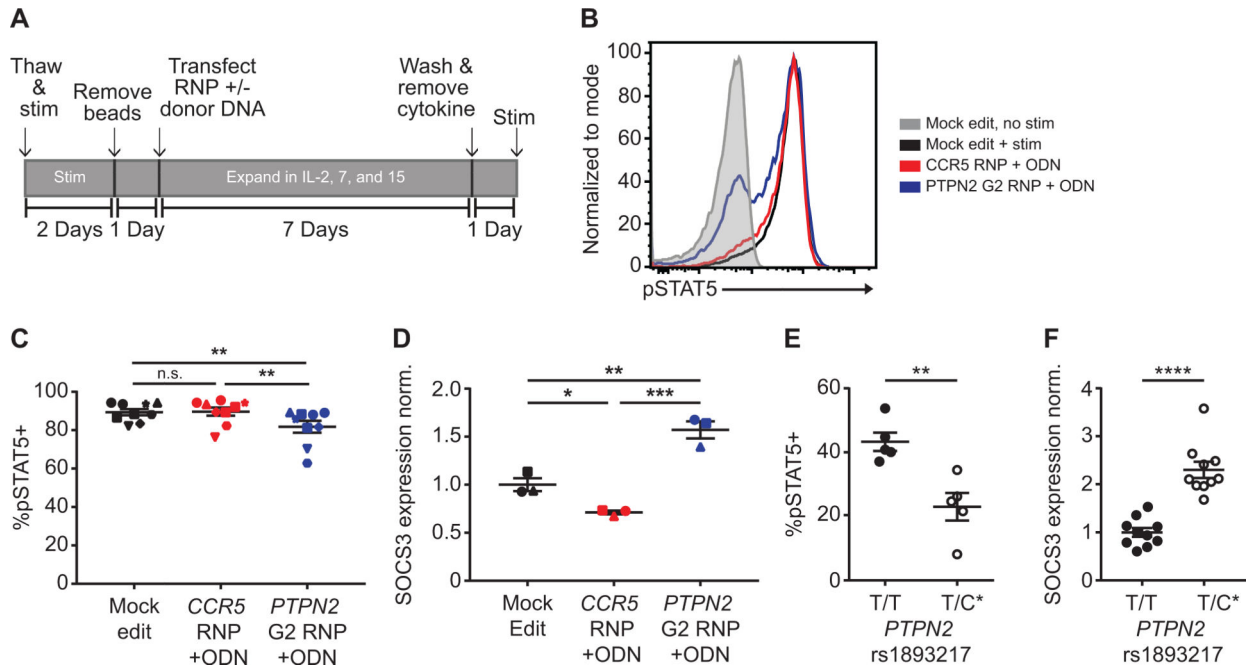 A
Thaw
&
stim
Remove
beads
Transfect
RNP +/-
donor DNA
Wash &
remove
cytokine
Stim
Stim
Expand in IL-2, 7, and 15
2 Days
1 Day
7 Days
1 Day
B
Normalized to mode
100
80
60
40
20
0
pSTAT5
Mock edit, no stim
Mock edit + stim
CCR5 RNP + ODN
PTPN2 G2 RNP + ODN
C
%pSTAT5+
100
80
60
40
20
0
**
n.s.
**
Mock
edit
CCR5
RNP
+ODN
PTPN2
G2 RNP
+ODN
D
SOCS3 expression norm.
2.0
1.5
1.0
0.5
0.0
**
*
***
Mock
Edit
CCR5
RNP
+ODN
PTPN2
G2 RNP
+ODN
E
%pSTAT5+
60
40
20
0
**
T/T
T/C*
PTPN2
rs1893217
F
SOCS3 expression norm.
4
3
2
1
0
****
T/T
T/C*
PTPN2
rs1893217